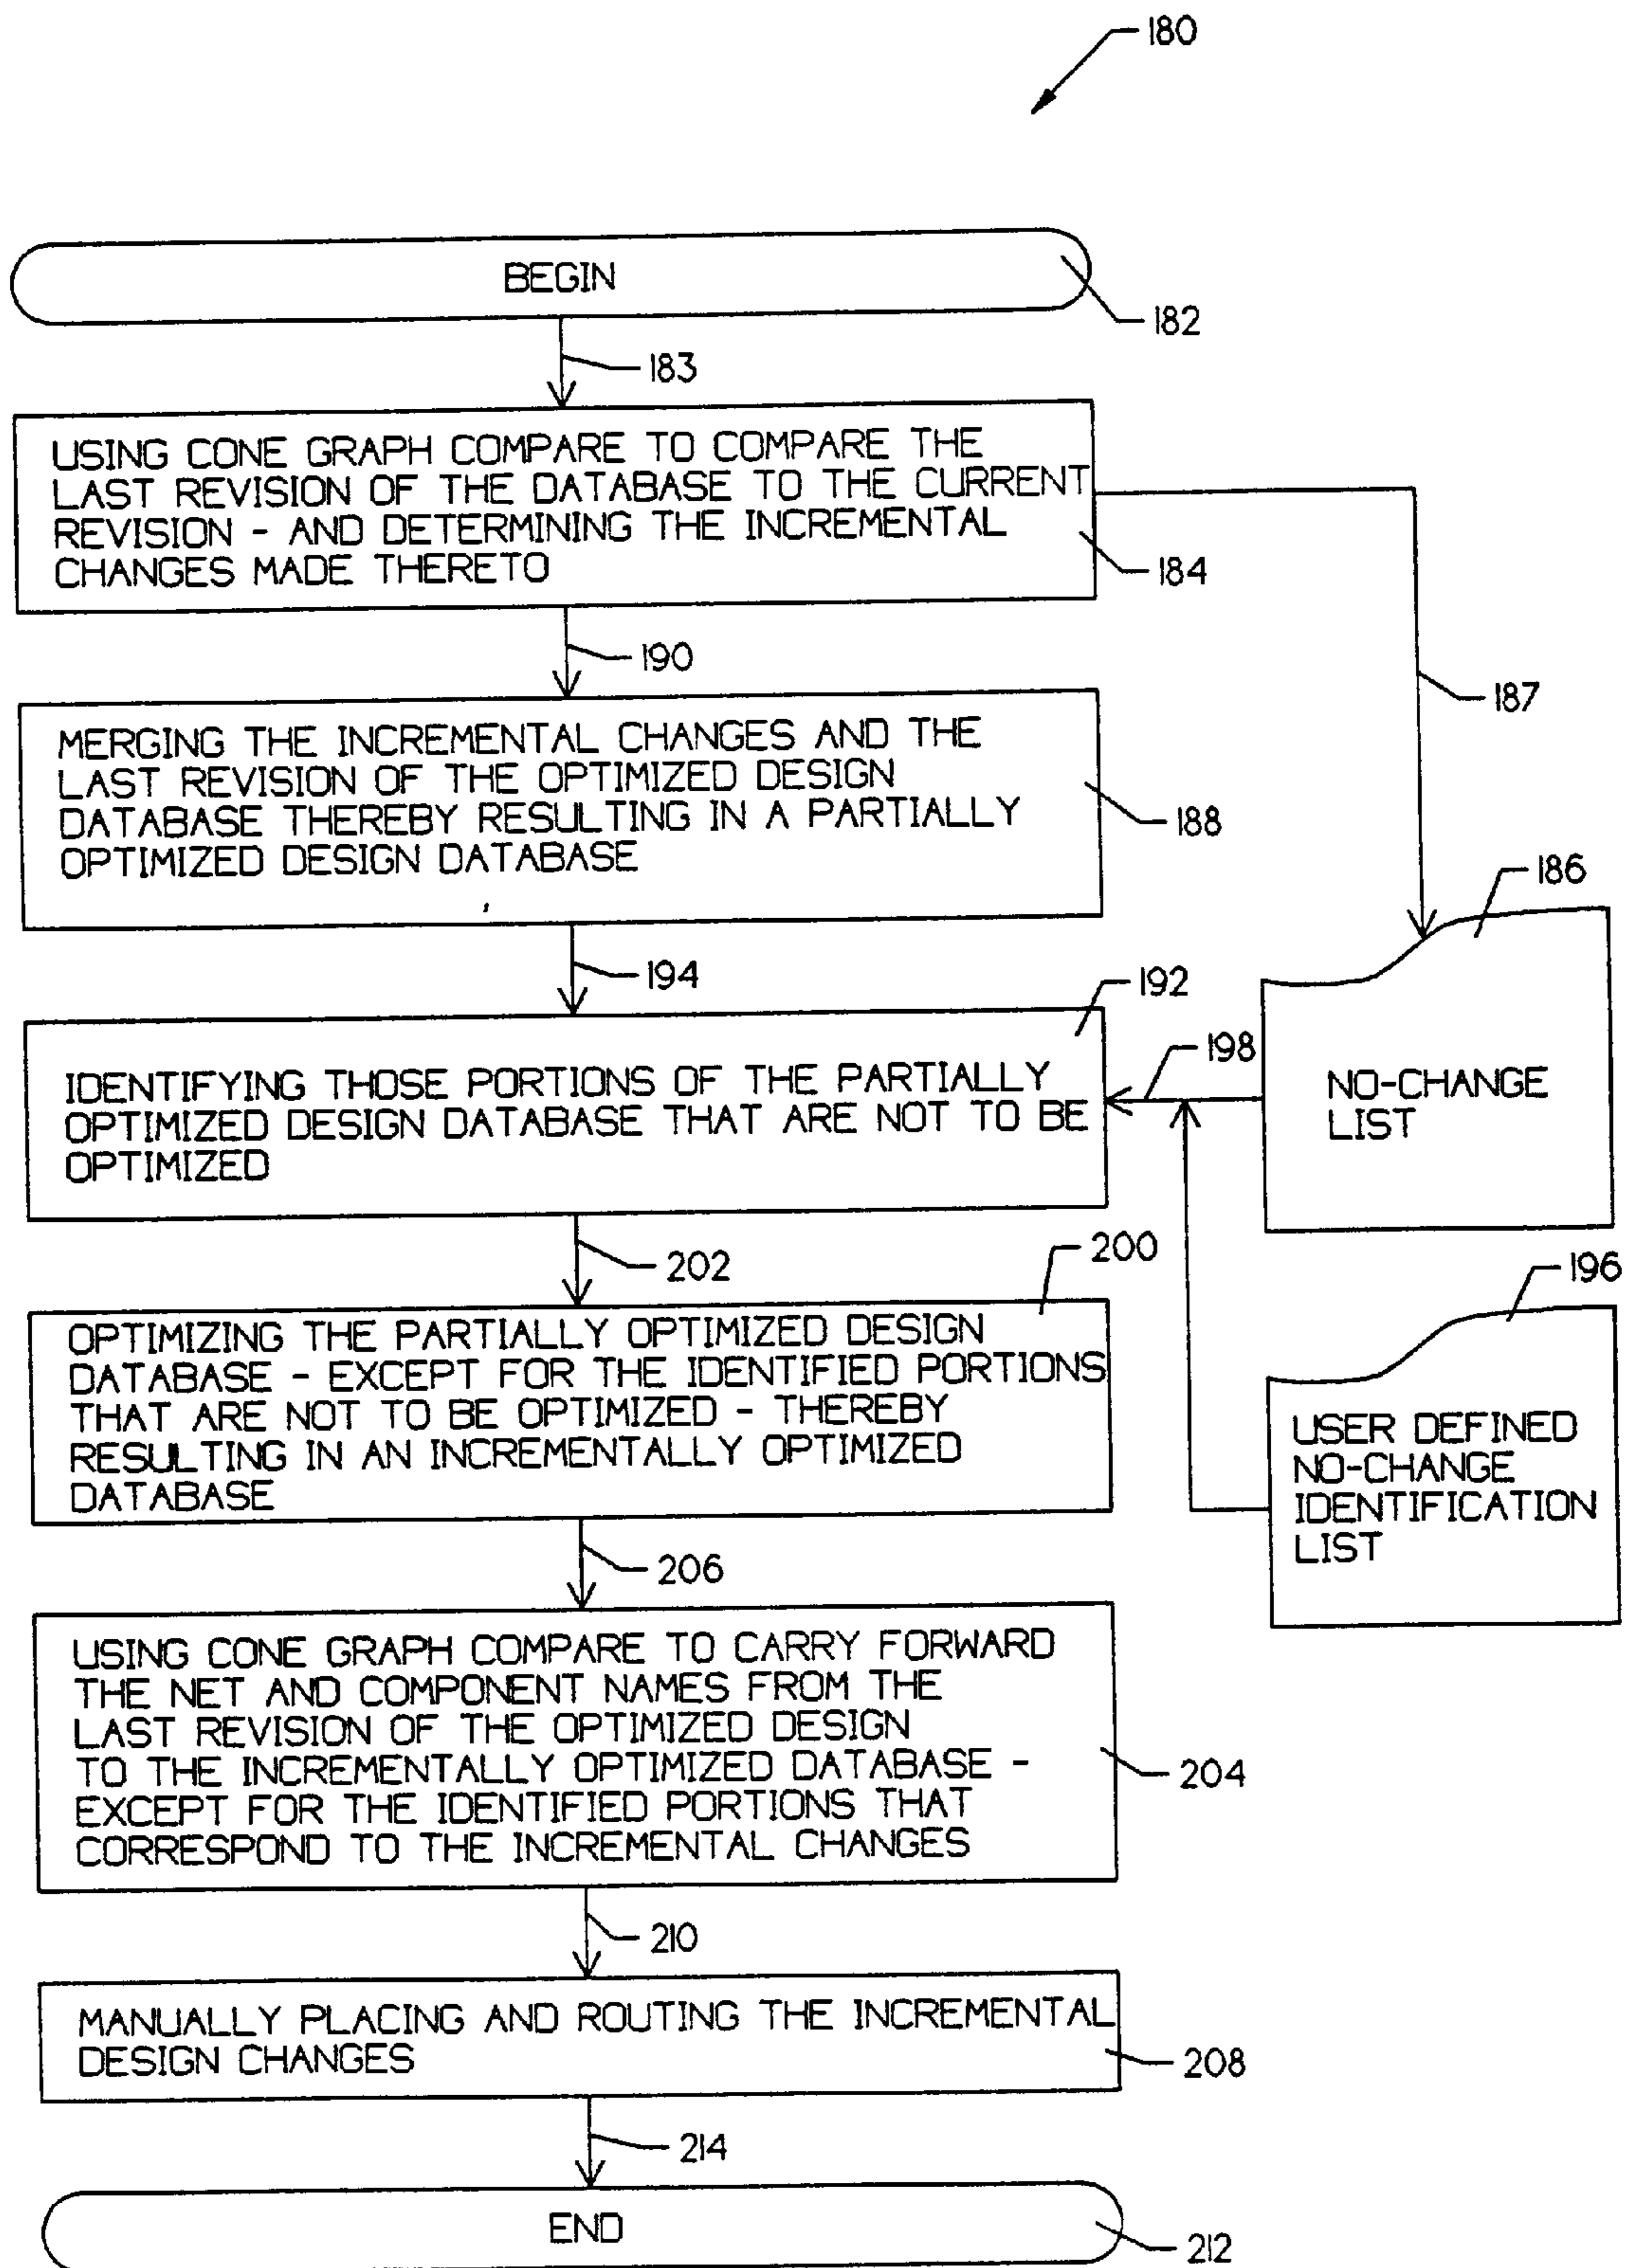 180
BEGIN
182
183
USING CONE GRAPH COMPARE TO COMPARE THE
LAST REVISION OF THE DATABASE TO THE CURRENT
REVISION - AND DETERMINING THE INCREMENTAL
CHANGES MADE THERETO
184
187
190
MERGING THE INCREMENTAL CHANGES AND THE
LAST REVISION OF THE OPTIMIZED DESIGN
DATABASE THEREBY RESULTING IN A PARTIALLY
OPTIMIZED DESIGN DATABASE
188
186
NO-CHANGE
LIST
194
192
198
IDENTIFYING THOSE PORTIONS OF THE PARTIALLY
OPTIMIZED DESIGN DATABASE THAT ARE NOT TO BE
OPTIMIZED
196
USER DEFINED
NO-CHANGE
IDENTIFICATION
LIST
202
200
OPTIMIZING THE PARTIALLY OPTIMIZED DESIGN
DATABASE - EXCEPT FOR THE IDENTIFIED PORTIONS
THAT ARE NOT TO BE OPTIMIZED - THEREBY
RESULTING IN AN INCREMENTALLY OPTIMIZED
DATABASE
206
USING CONE GRAPH COMPARE TO CARRY FORWARD
THE NET AND COMPONENT NAMES FROM THE
LAST REVISION OF THE OPTIMIZED DESIGN
TO THE INCREMENTALLY OPTIMIZED DATABASE -
EXCEPT FOR THE IDENTIFIED PORTIONS THAT
CORRESPOND TO THE INCREMENTAL CHANGES
204
210
MANUALLY PLACING AND ROUTING THE INCREMENTAL
DESIGN CHANGES
208
214
END
212